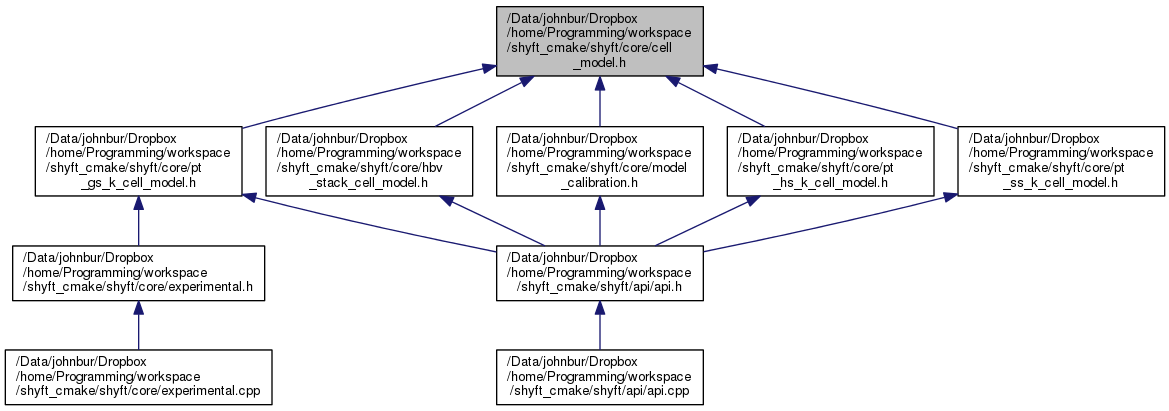 /Data/johnbur/Dropbox
/home/Programming/workspace
/shyft_cmake/shyft/core/cell
_model.h
/Data/johnbur/Dropbox
/home/Programming/workspace
/shyft_cmake/shyft/core/pt
_gs_k_cell_model.h
/Data/johnbur/Dropbox
/home/Programming/workspace
/shyft_cmake/shyft/core/hbv
_stack_cell_model.h
/Data/johnbur/Dropbox
/home/Programming/workspace
/shyft_cmake/shyft/core/model
_calibration.h
/Data/johnbur/Dropbox
/home/Programming/workspace
/shyft_cmake/shyft/core/pt
_hs_k_cell_model.h
/Data/johnbur/Dropbox
/home/Programming/workspace
/shyft_cmake/shyft/core/pt
_ss_k_cell_model.h
/Data/johnbur/Dropbox
/home/Programming/workspace
/shyft_cmake/shyft/core/experimental.h
/Data/johnbur/Dropbox
/home/Programming/workspace
/shyft_cmake/shyft/api/api.h
/Data/johnbur/Dropbox
/home/Programming/workspace
/shyft_cmake/shyft/core/experimental.cpp
/Data/johnbur/Dropbox
/home/Programming/workspace
/shyft_cmake/shyft/api/api.cpp